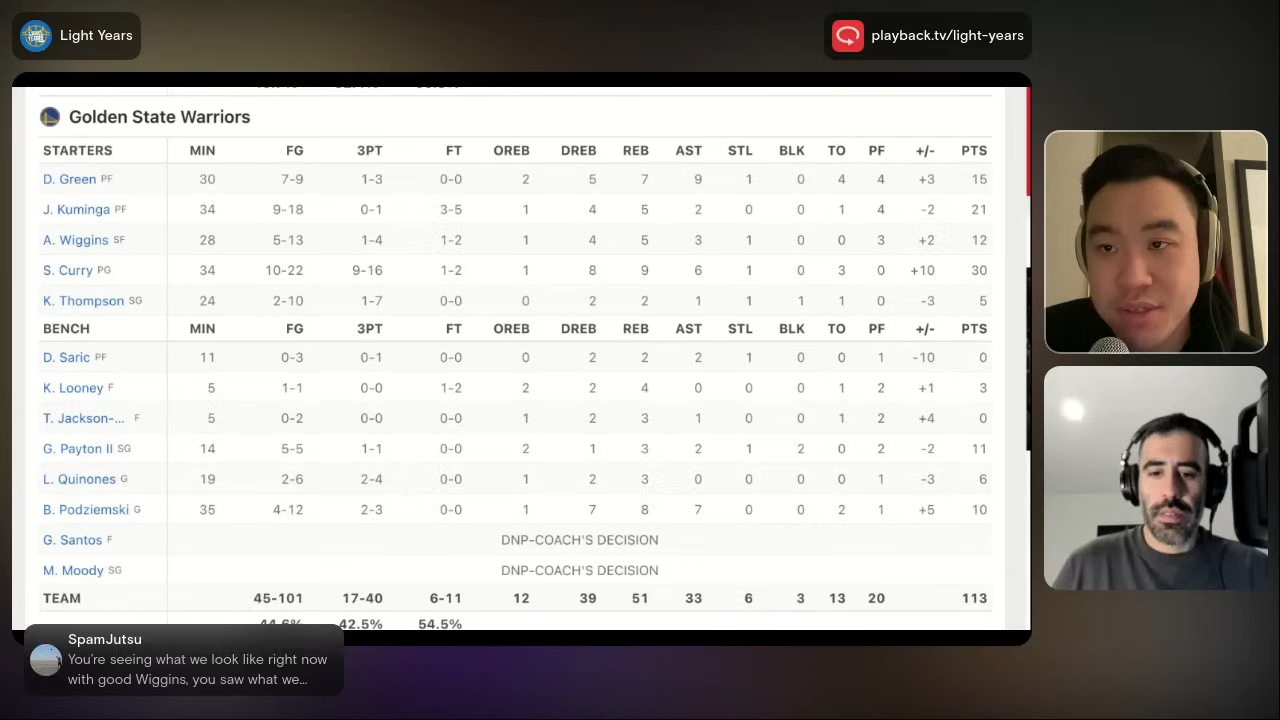 Light Years
playback.tv/light-years
Golden State Warriors
STARTERS MIN FG 3PT FT OREB DREB REB AST STL BLK TO PF +/- PTS
D. Green PF 30 7-9 1-3 0-0 2 5 7 9 1 0 4 4 +3 15
J. Kuminga PF 34 9-18 0-1 3-5 1 4 5 2 0 0 1 4 -2 21
A. Wiggins SF 28 5-13 1-4 1-2 1 4 5 3 1 0 0 3 +2 12
S. Curry PG 34 10-22 9-16 1-2 1 8 9 6 1 0 3 0 +10 30
K. Thompson SG 24 2-10 1-7 0-0 0 2 2 1 1 1 1 0 -3 5
BENCH MIN FG 3PT FT OREB DREB REB AST STL BLK TO PF +/- PTS
D. Saric PF 11 0-3 0-1 0-0 0 2 2 2 1 0 0 1 -10 0
K. Looney F 5 1-1 0-0 1-2 2 2 4 0 0 0 1 2 +1 3
T. Jackson-... F 5 0-2 0-0 0-0 1 2 3 1 0 0 1 2 +4 0
G. Payton II SG 14 5-5 1-1 0-0 2 1 3 2 1 2 0 2 -2 11
L. Quinones G 19 2-6 2-4 0-0 1 2 3 0 0 0 0 1 -3 6
B. Podziemski G 35 4-12 2-3 0-0 1 7 8 7 0 0 2 1 +5 10
G. Santos F DNP-COACH'S DECISION
M. Moody SG DNP-COACH'S DECISION
TEAM 45-101 17-40 6-11 12 39 51 33 6 3 13 20 113
44.6% 42.5% 54.5%
SpamJutsu
You're seeing what we look like right now
with good Wiggins, you saw what we...